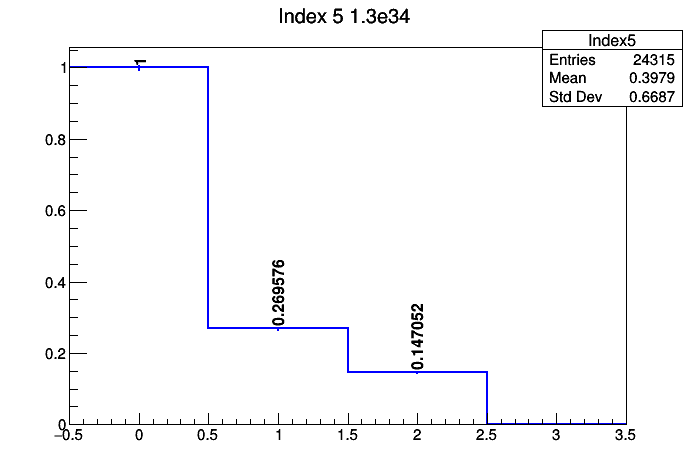 Index 5 1.3e34
Index5
Entries 24315
Mean 0.3979
Std Dev 0.6687
1
0.269576
0.147052
1
0.8
0.6
0.4
0.2
0
−0.5 0 0.5 1 1.5 2 2.5 3 3.5